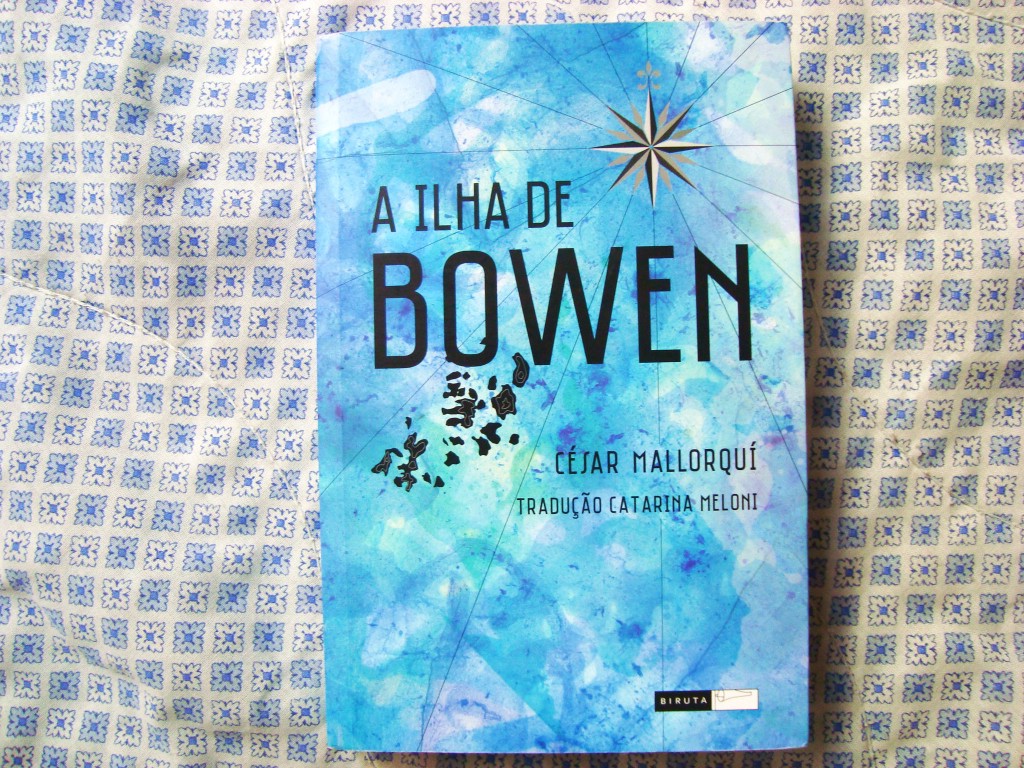 A ILHA DE
BOWEN
CÉSAR MALLORQUÍ
TRADUÇÃO CATARINA MELONI
BIRUTA